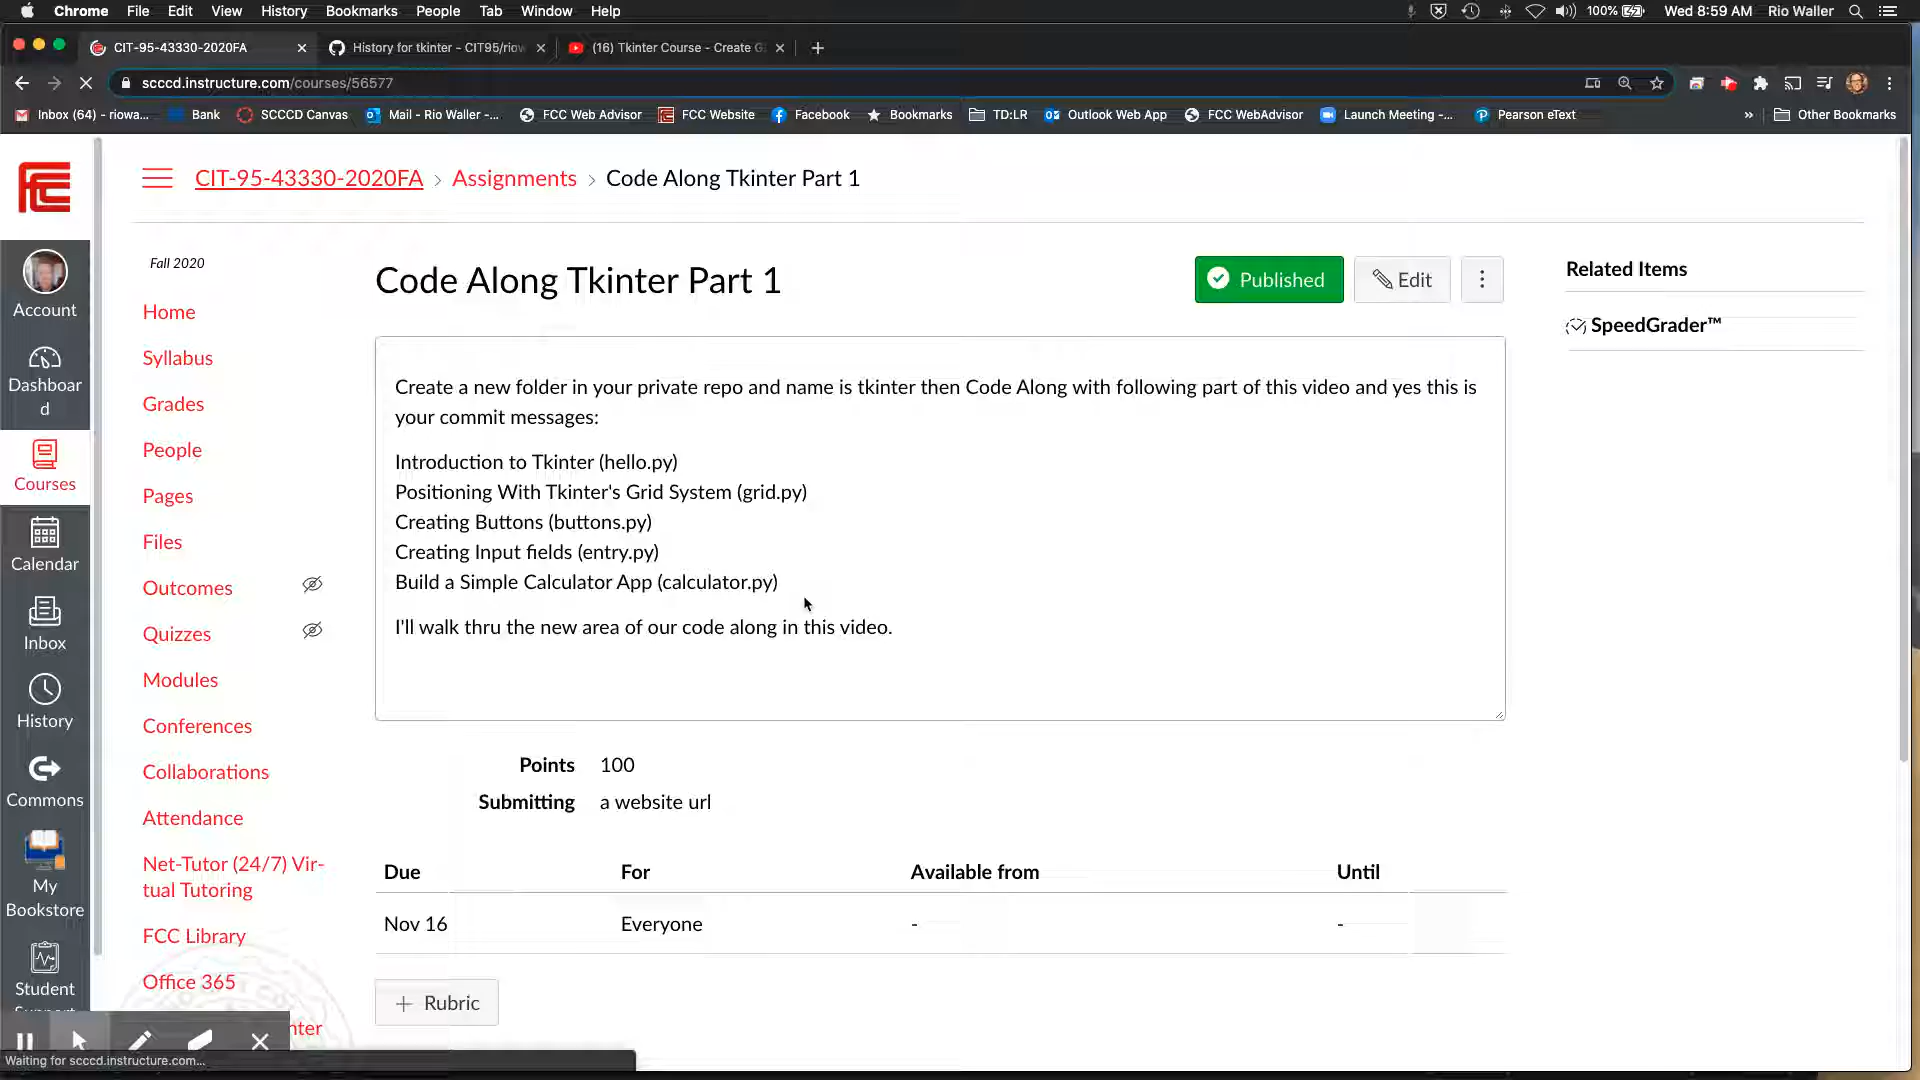 Chrome File Edit View History Bookmarks People Tab Window Help 100% Wed 8:59 AM Rio Waller
CIT-95-43330-2020FA History for tkinter - CIT95/riow (16) Tkinter Course - Create G
scccd.instructure.com/courses/56577
Inbox (64) - riowa... Bank SCCCD Canvas Mail - Rio Waller -... FCC Web Advisor FCC Website Facebook Bookmarks TD:LR Outlook Web App FCC WebAdvisor Launch Meeting -... Pearson eText » Other Bookmarks
CIT-95-43330-2020FA › Assignments › Code Along Tkinter Part 1
Account
Dashboar
d
Courses
Calendar
Inbox
History
Commons
My
Bookstore
Student
Fall 2020
Home
Syllabus
Grades
People
Pages
Files
Outcomes
Quizzes
Modules
Conferences
Collaborations
Attendance
Net-Tutor (24/7) Vir-
tual Tutoring
FCC Library
Office 365
nter
Code Along Tkinter Part 1
Published Edit
Create a new folder in your private repo and name is tkinter then Code Along with following part of this video and yes this is
your commit messages:
Introduction to Tkinter (hello.py)
Positioning With Tkinter's Grid System (grid.py)
Creating Buttons (buttons.py)
Creating Input fields (entry.py)
Build a Simple Calculator App (calculator.py)
I'll walk thru the new area of our code along in this video.
Points 100
Submitting a website url
Due For Available from Until
Nov 16 Everyone - -
+ Rubric
Related Items
SpeedGrader™
Waiting for scccd.instructure.com...